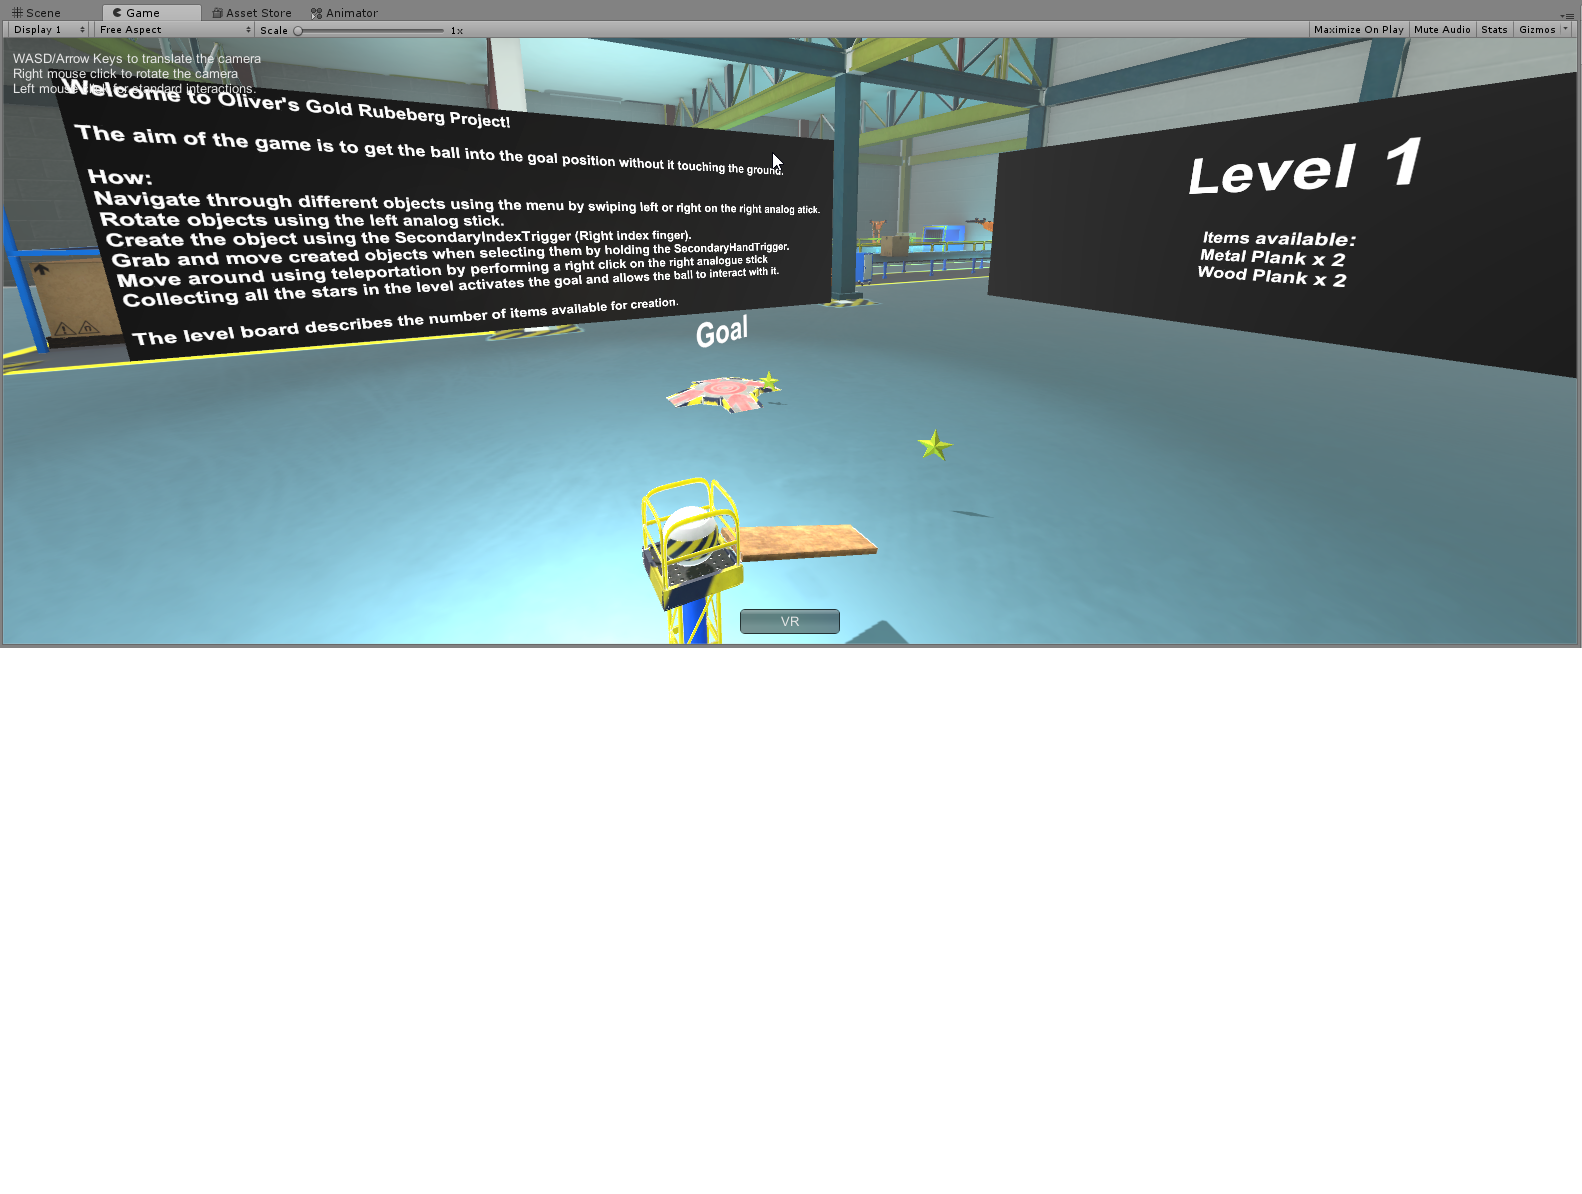 Scene
Game
Asset Store
Animator
Display 1
Free Aspect
Scale
1x
Maximize On Play
Mute Audio
Stats
Gizmos
WASD/Arrow Keys to translate the camera
Right mouse click to rotate the camera
Left mouse click for standard interactions.
Welcome to Oliver's Gold Rubeberg Project!
The aim of the game is to get the ball into the goal position without it touching the ground.
How:
Navigate through different objects using the menu by swiping left or right on the right analog atick.
Rotate objects using the left analog stick.
Create the object using the SecondaryIndexTrigger (Right index finger).
Grab and move created objects when selecting them by holding the SecondaryHandTrigger.
Move around using teleportation by performing a right click on the right analogue stick
Collecting all the stars in the level activates the goal and allows the ball to interact with it.
The level board describes the number of items available for creation.
Level 1
Items available:
Metal Plank x 2
Wood Plank x 2
Goal
VR